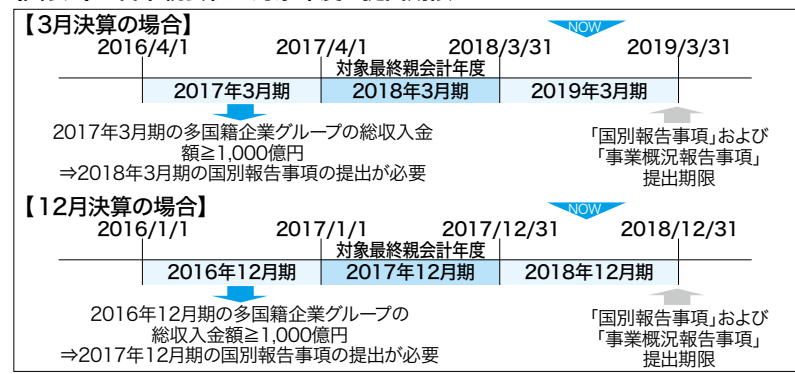 【3月決算の場合】
NOW
2016/4/1 2017/4/1 2018/3/31 2019/3/31
対象最終親会計年度
2017年3月期 2018年3月期 2019年3月期
2017年3月期の多国籍企業グループの総収入金
額≧1,000億円
⇒2018年3月期の国別報告事項の提出が必要
「国別報告事項」および
「事業概況報告事項」
提出期限
【12月決算の場合】
NOW
2016/1/1 2017/1/1 2017/12/31 2018/12/31
対象最終親会計年度
2016年12月期 2017年12月期 2018年12月期
2016年12月期の多国籍企業グループの
総収入金額≧1,000億円
⇒2017年12月期の国別報告事項の提出が必要
「国別報告事項」および
「事業概況報告事項」
提出期限